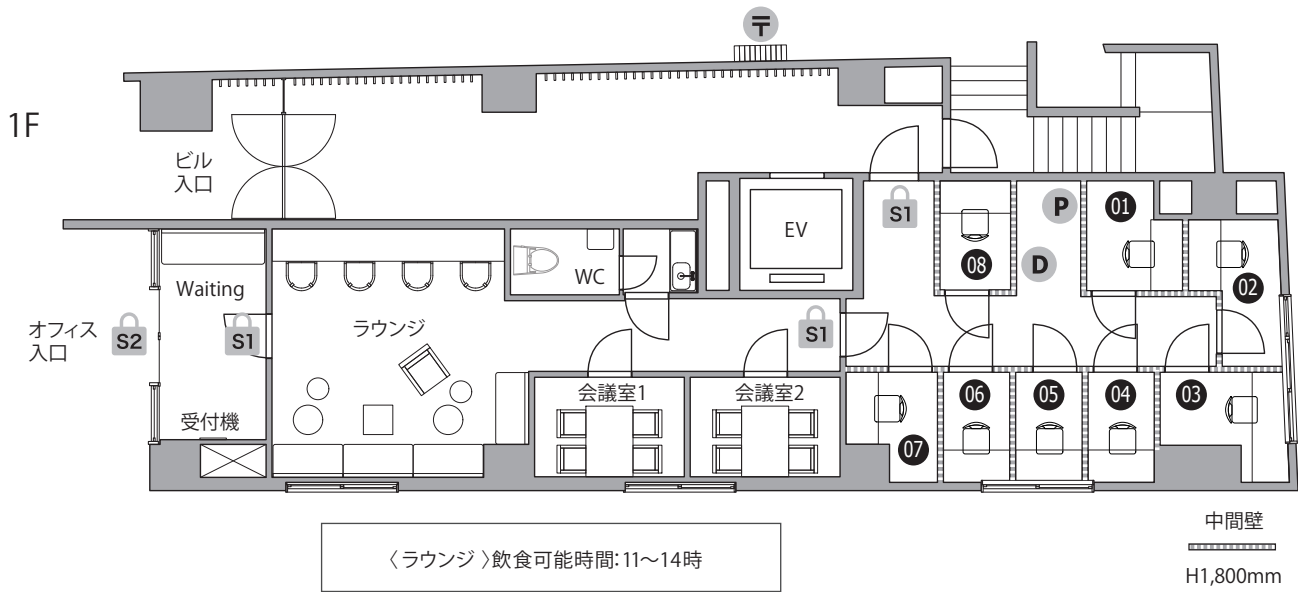 〒
1F
ビル
入口
S1
P
01
EV
08
D
02
WC
Waiting
オフィス
入口
S2
S1
ラウンジ
S1
受付機
会議室1
会議室2
07
06
05
04
03
〈 ラウンジ 〉飲食可能時間：11〜14時
中間壁
H1,800mm